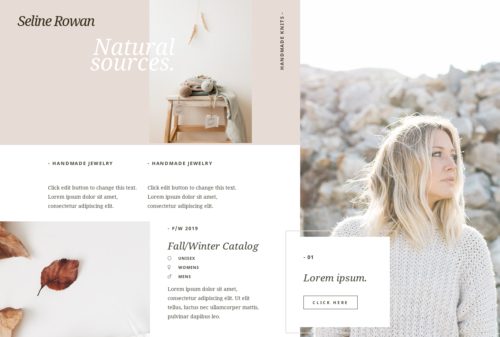 Seline Rowan
Natural
sources.
HANDMADE KNITS -
- HANDMADE JEWELRY
Click edit button to change this text.
Lorem ipsum dolor sit amet,
consectetur adipiscing elit.
- HANDMADE JEWELRY
Click edit button to change this text.
Lorem ipsum dolor sit amet,
consectetur adipiscing elit.
- F/W 2019
Fall/Winter Catalog
UNISEX
WOMENS
MENS
Lorem ipsum dolor sit amet,
consectetur adipiscing elit. Ut elit
tellus, luctus nec ullamcorper mattis,
pulvinar dapibus leo.
- 01
Lorem ipsum.
CLICK HERE